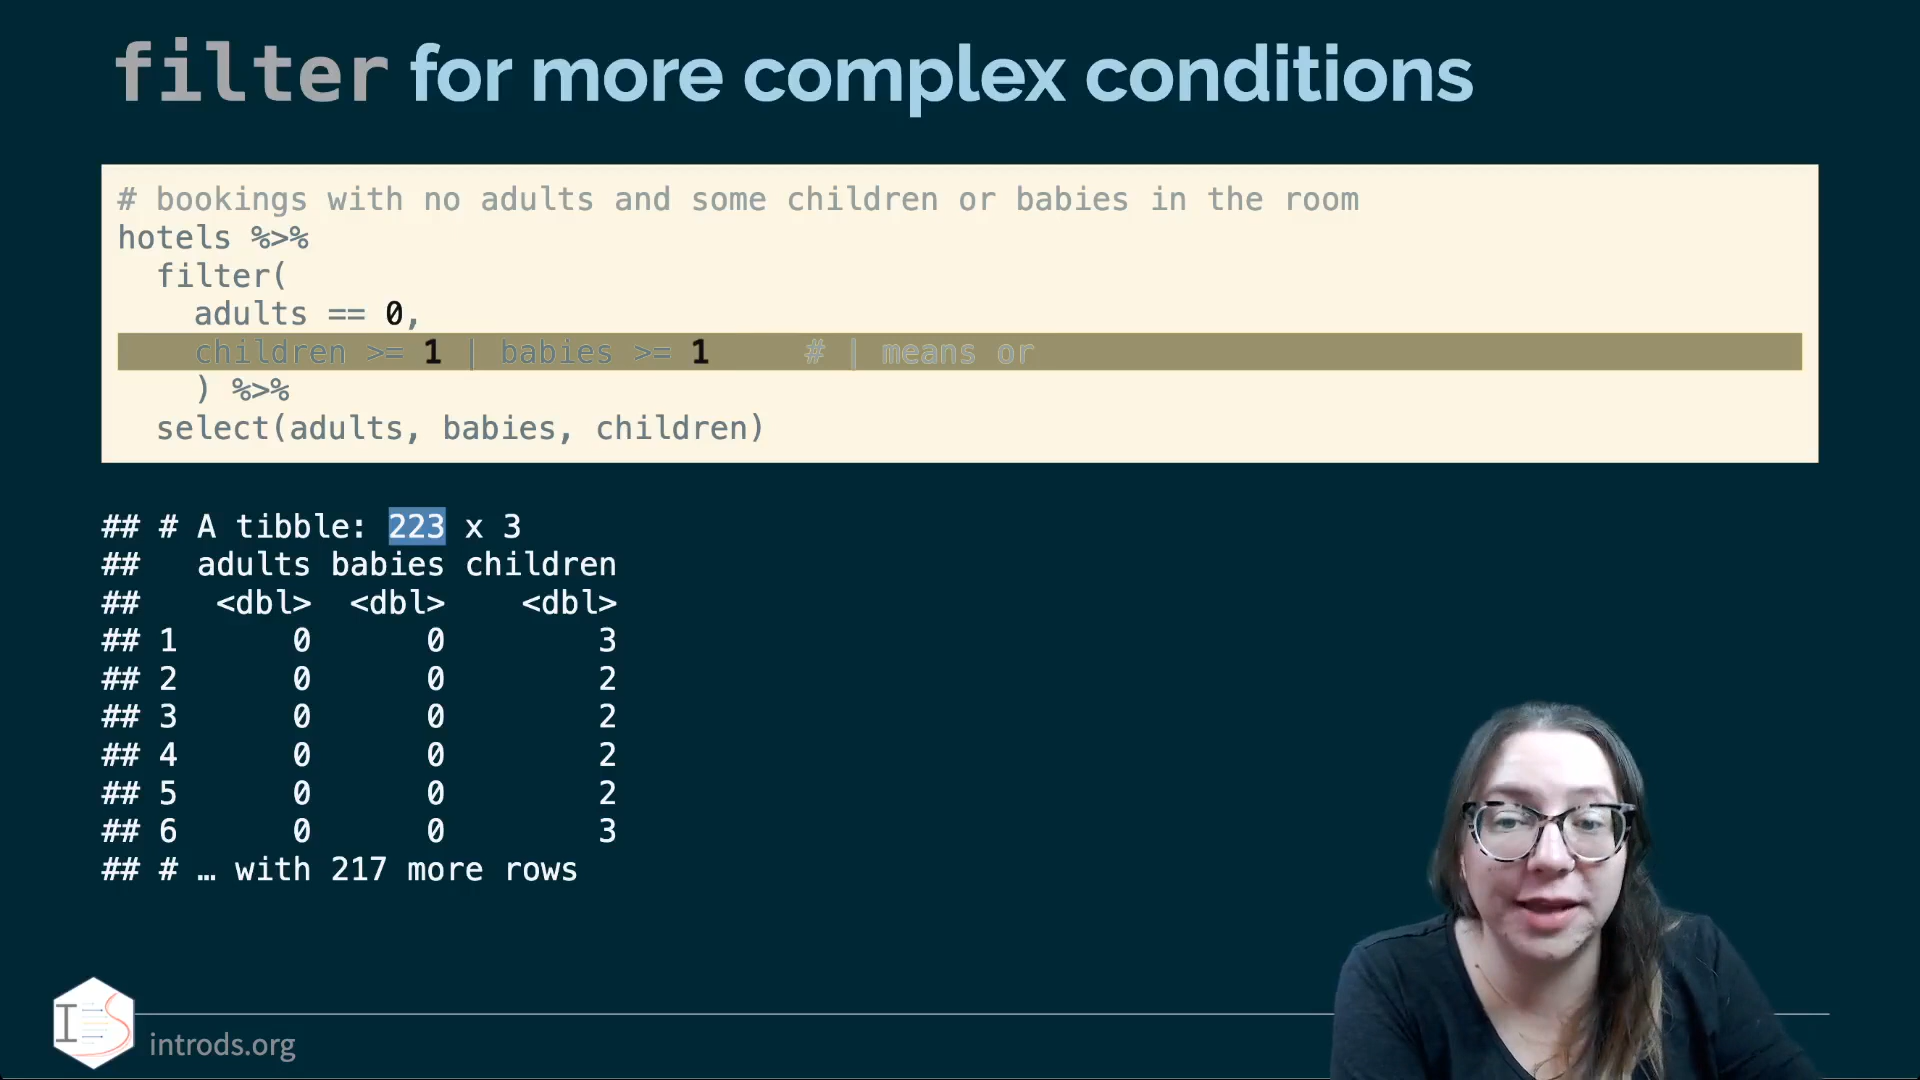 filter for more complex conditions
# bookings with no adults and some children or babies in the room
hotels %>%
  filter(
    adults == 0,
    children >= 1 | babies >= 1     # | means or
    ) %>%
  select(adults, babies, children)
## # A tibble: 223 x 3
##   adults babies children
##    <dbl>  <dbl>    <dbl>
## 1      0      0        3
## 2      0      0        2
## 3      0      0        2
## 4      0      0        2
## 5      0      0        2
## 6      0      0        3
## # … with 217 more rows
IS
introds.org